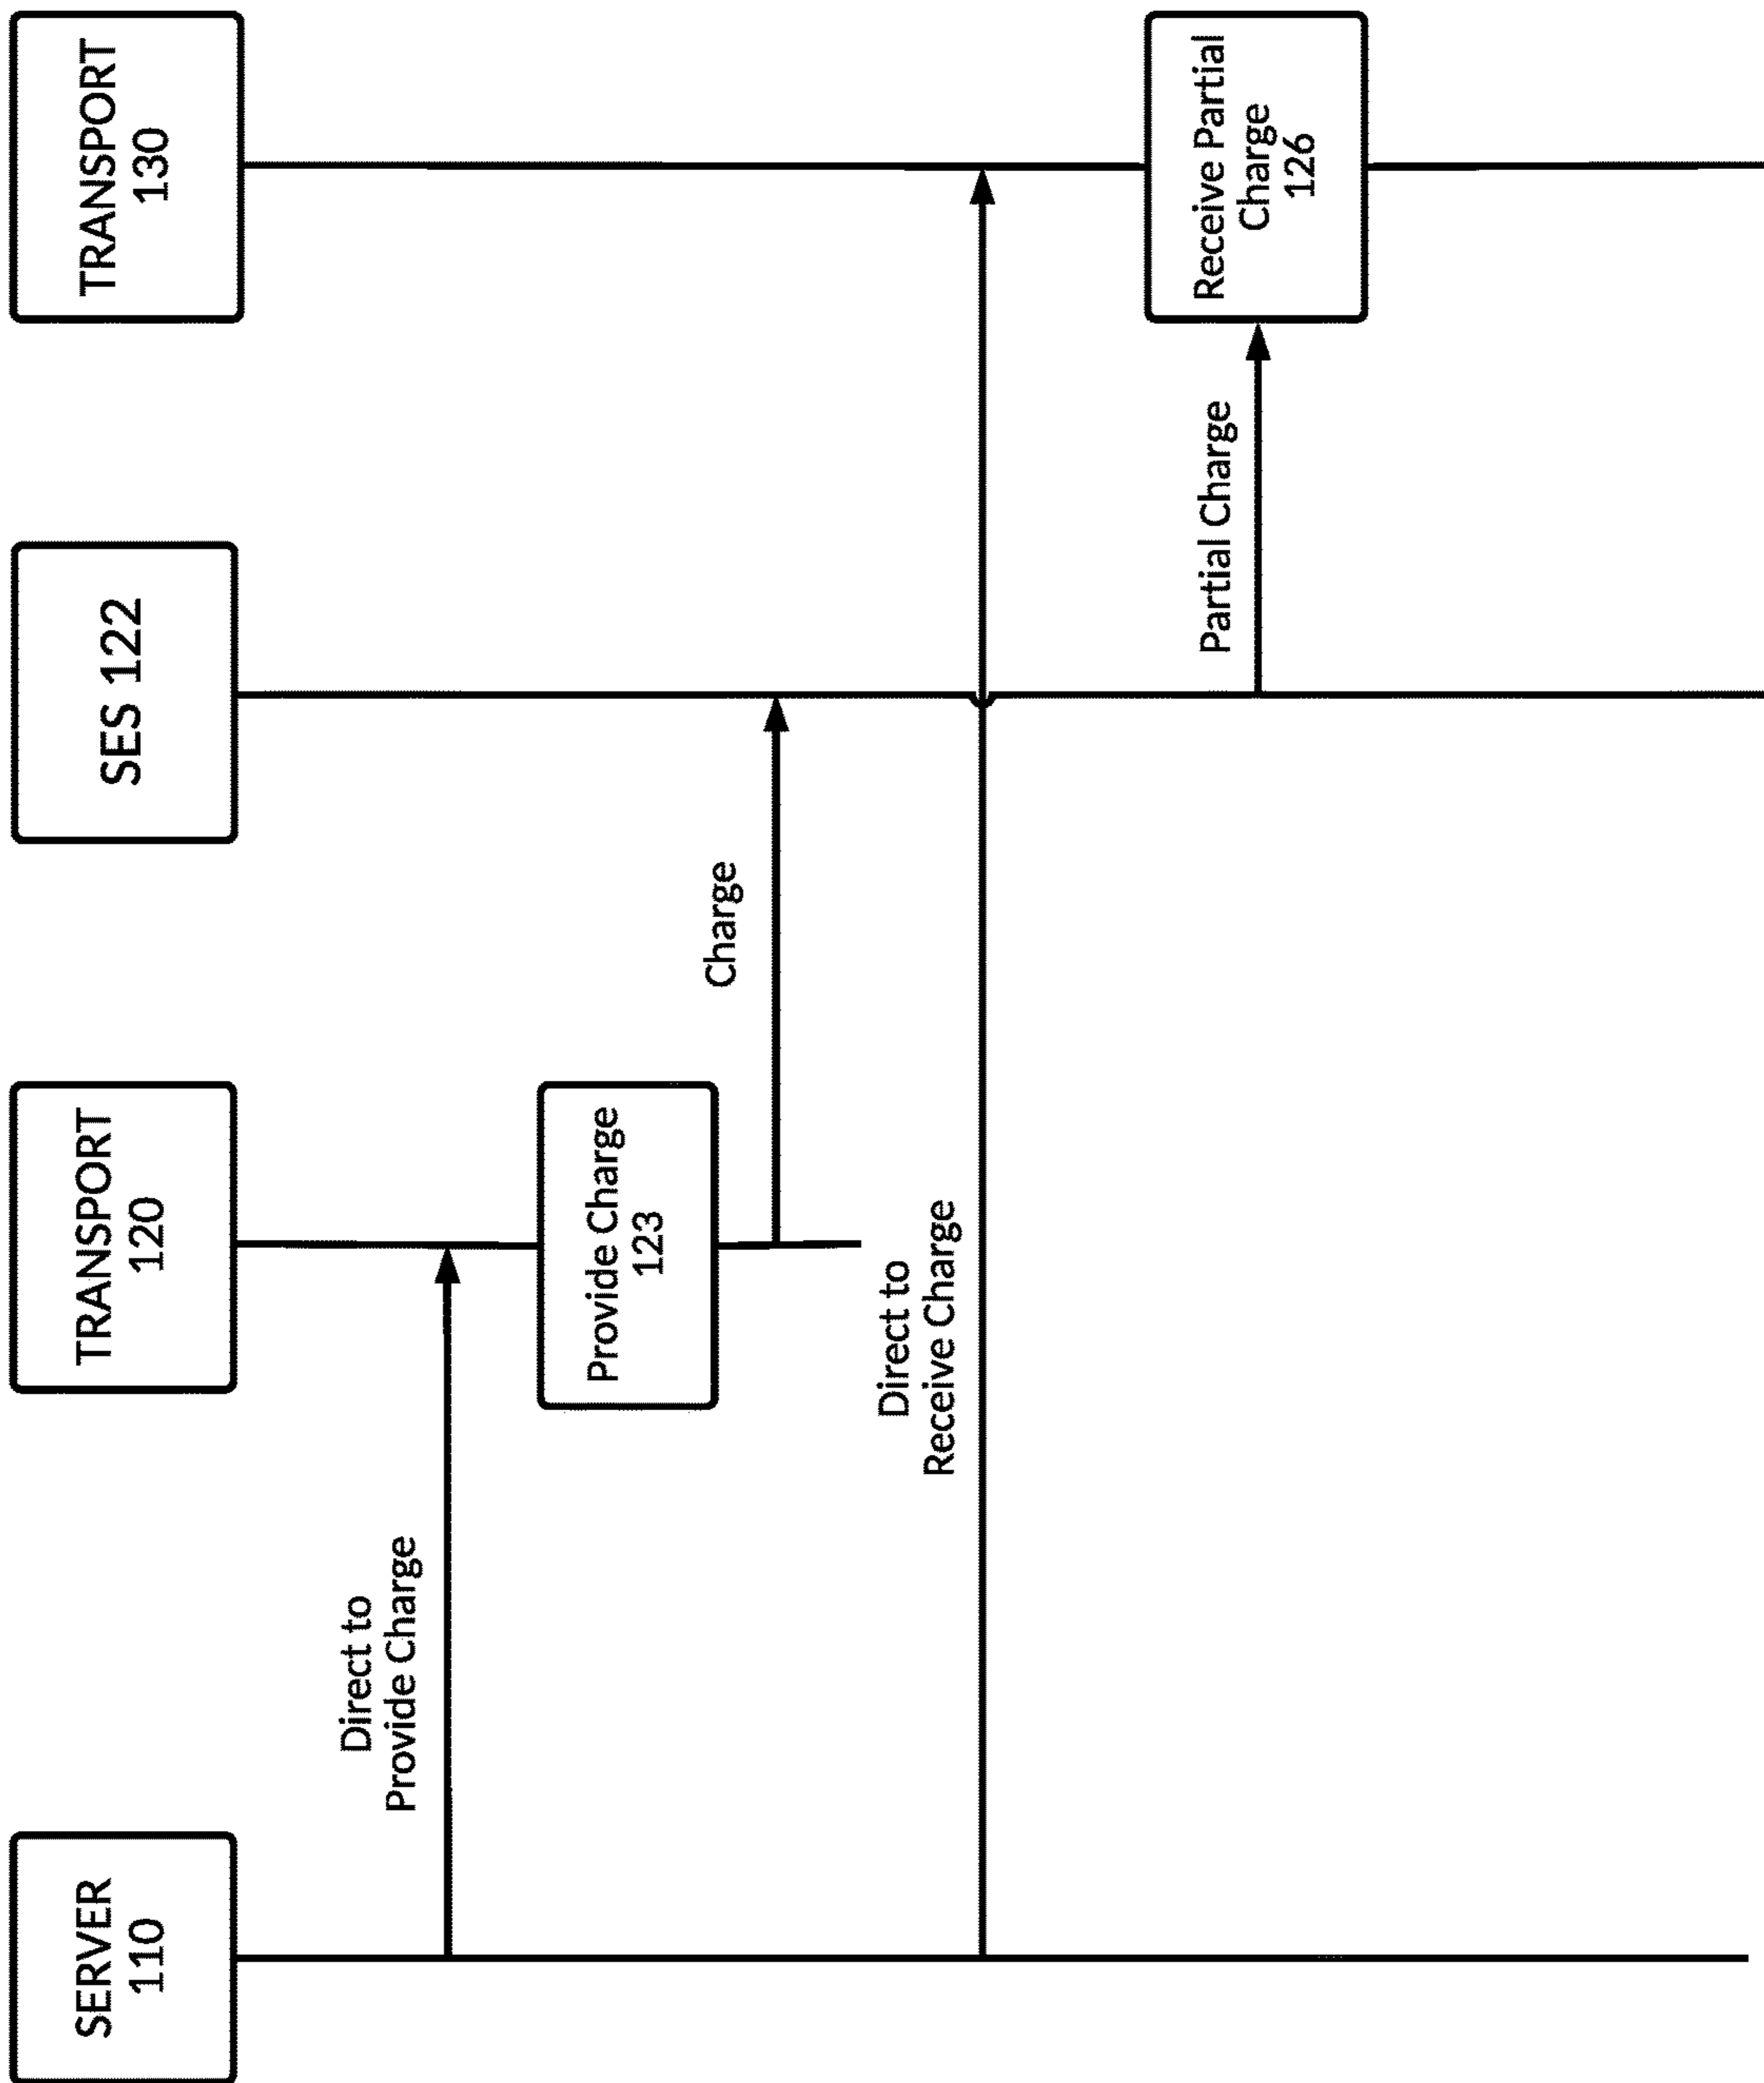 SERVER
110
TRANSPORT
120
SES 122
TRANSPORT
130
Direct to
Provide Charge
Provide Charge
123
Charge
Direct to
Receive Charge
Partial Charge
Receive Partial
Charge
126